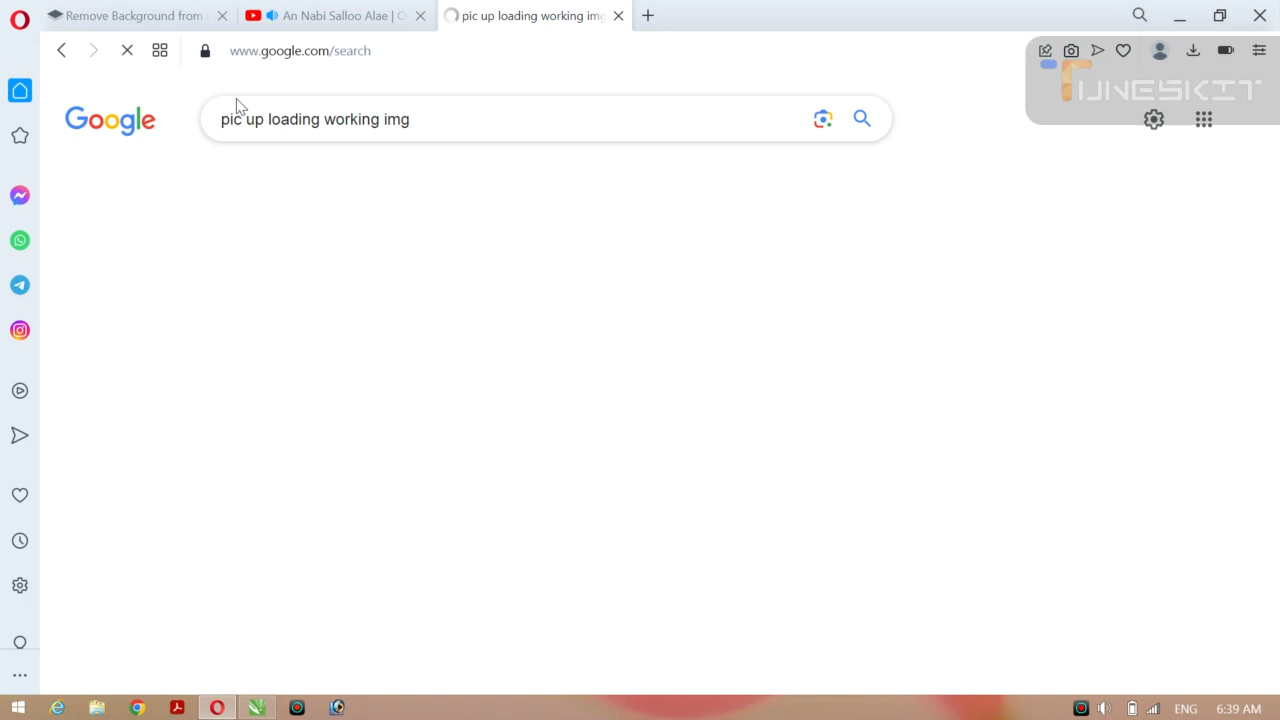 Remove Background from
An Nabi Salloo Alae | O
pic up loading working img
www.google.com/search
TUNESKIT
Google
pic up loading working img
ENG
6:39 AM